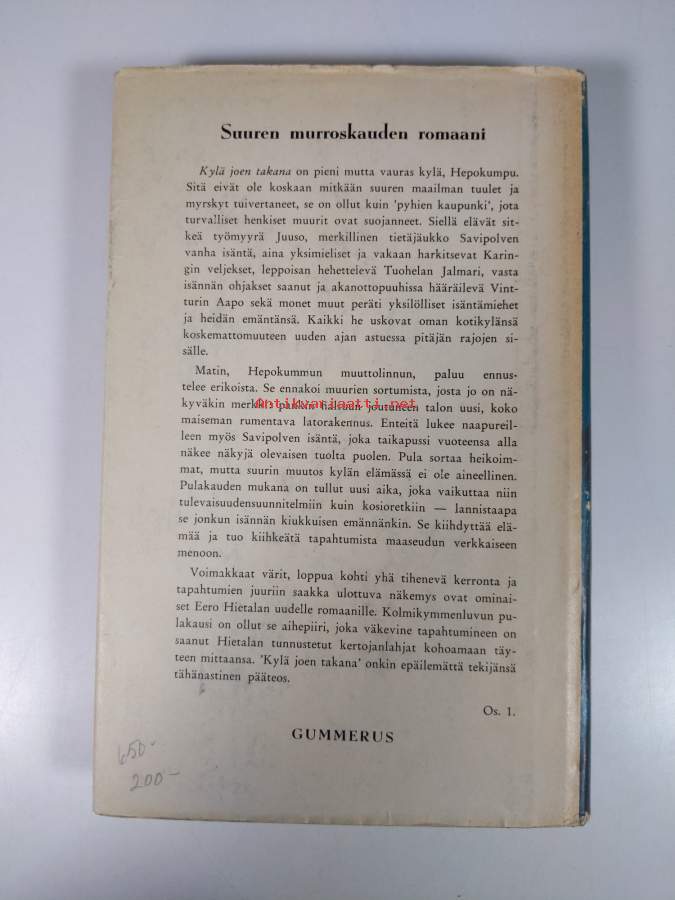 Suuren murroskauden romaani
Kylä joen takana on pieni mutta vauras kylä, Hepokumpu.
Sitä eivät ole koskaan mitkään suuren maailman tuulet ja
myrskyt tuivertaneet, se on ollut kuin 'pyhien kaupunki', jota
turvalliset henkiset muurit ovat suojanneet. Siellä elävät sit-
keä työmyyrä Juuso, merkillinen tietäjäukko Savipolven
vanha isäntä, aina yksimieliset ja vakaan harkitsevat Karin-
gin veljekset, leppoisan hehettelevä Tuohelan Jalmari, vasta
isännän ohjakset saanut ja akanottopuuhissa hääräilevä Vint-
turin Aapo sekä monet muut peräti yksilölliset isäntämiehet
ja heidän emäntänsä. Kaikki he uskovat oman kotikylänsä
koskemattomuuteen uuden ajan astuessa pitäjän rajojen si-
sälle.
Matin, Hepokummun muuttolinnun, paluu ennus-
telee erikoista. Se ennakoi muurien sortumista, josta jo on nä-
kyväkin merkki: pankin haltuun joutuneen talon uusi, koko
Antikvariaatti.net
maiseman rumentava latorakennus. Enteitä lukee naapureil-
leen myös Savipolven isäntä, joka taikapussi vuoteensa alla
näkee näkyjä olevaisen tuolta puolen. Pula sortaa heikoim-
mat, mutta suurin muutos kylän elämässä ei ole aineellinen.
Pulakauden mukana on tullut uusi aika, joka vaikuttaa niin
tulevaisuudensuunnitelmiin kuin kosioretkiin — lannistaapa
se jonkun isännän kiukkuisen emännänkin. Se kiihdyttää elä-
mää ja tuo kiihkeätä tapahtumista maaseudun verkkaiseen
menoon.
Voimakkaat värit, loppua kohti yhä tihenevä kerronta ja
tapahtumien juuriin saakka ulottuva näkemys ovat ominai-
set Eero Hietalan uudelle romaanille. Kolmikymmenluvun pu-
lakausi on ollut se aihepiiri, joka väkevine tapahtumineen on
saanut Hietalan tunnustetut kertojanlahjat kohoamaan täy-
teen mittaansa. 'Kylä joen takana' onkin epäilemättä tekijänsä
tähänastinen pääteos.
Os. 1.
GUMMERUS
650-
200-